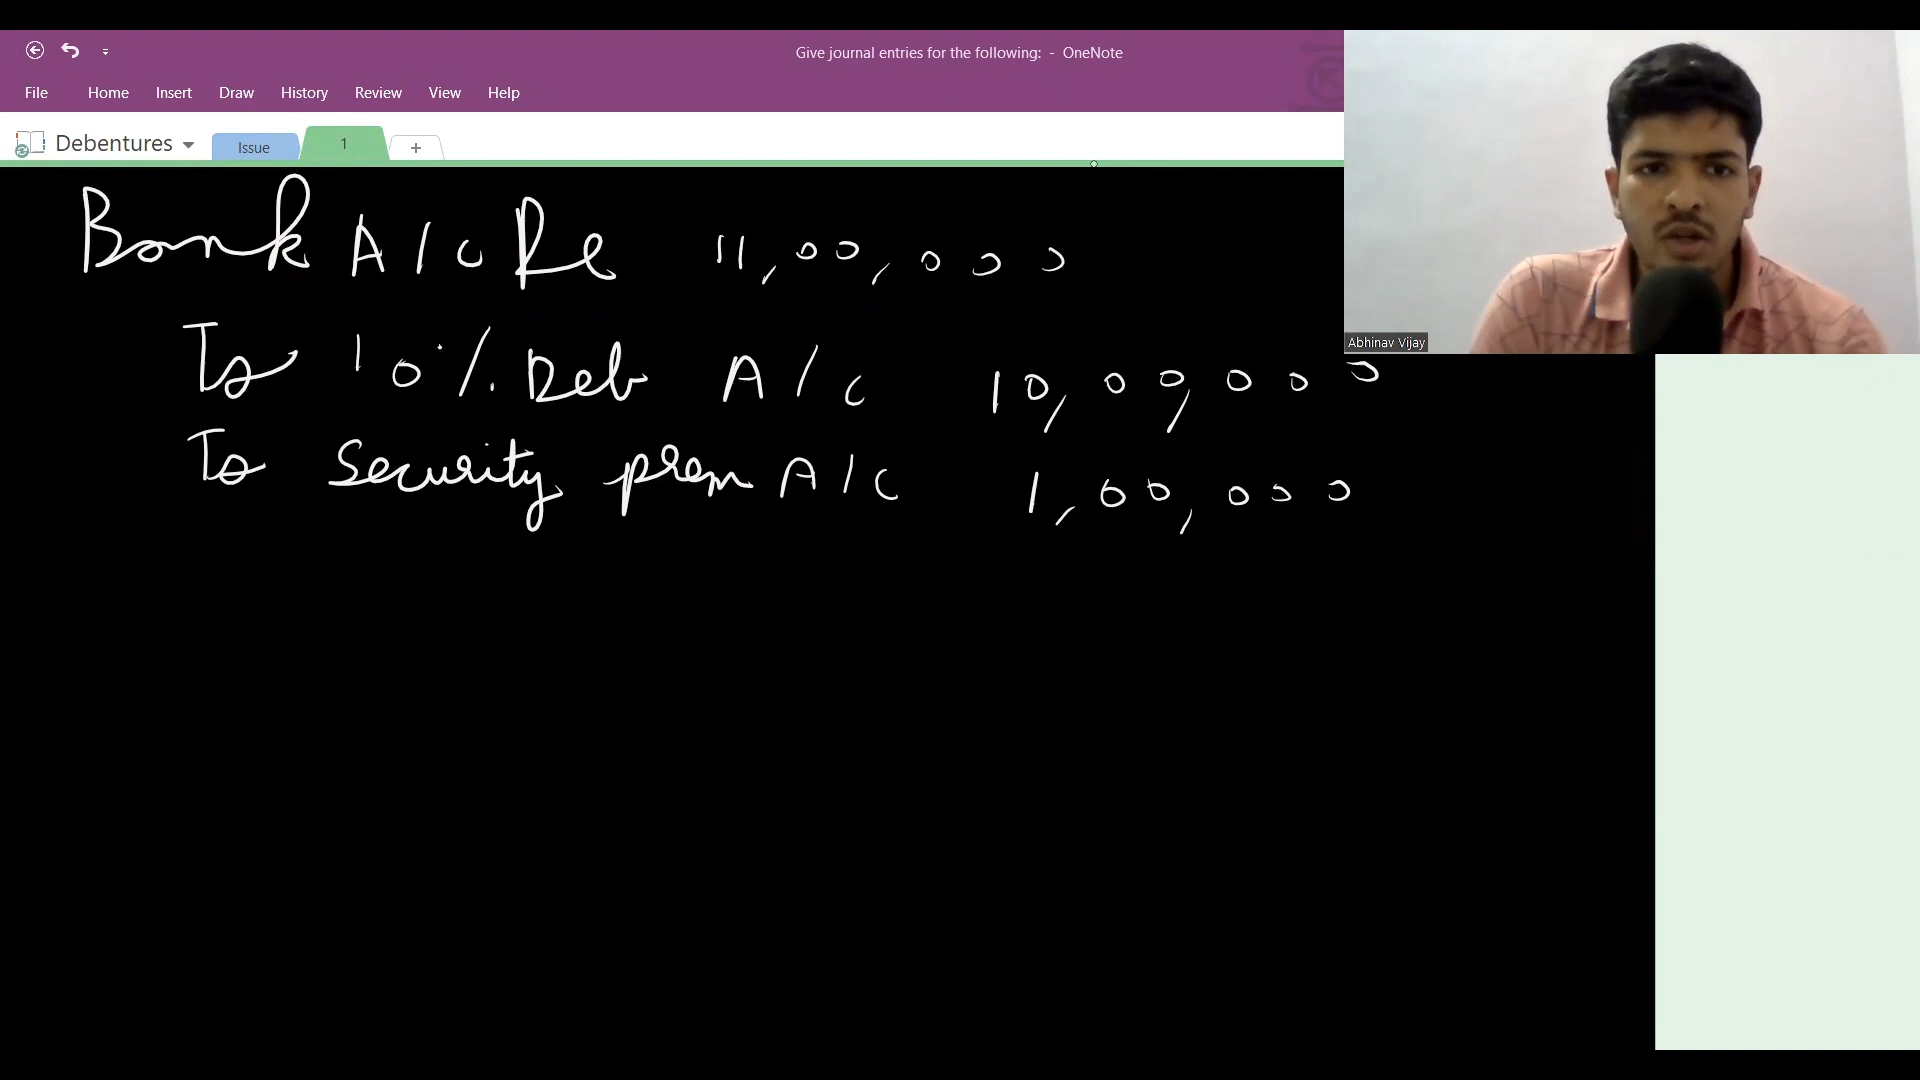 Give journal entries for the following: - OneNote
File Home Insert Draw History Review View Help
Debentures Issue 1 +
Bank A/c Dr 11,00,000
To 10% Deb A/c 10,00,000
To Security prem A/c 1,00,000
Abhinav Vijay